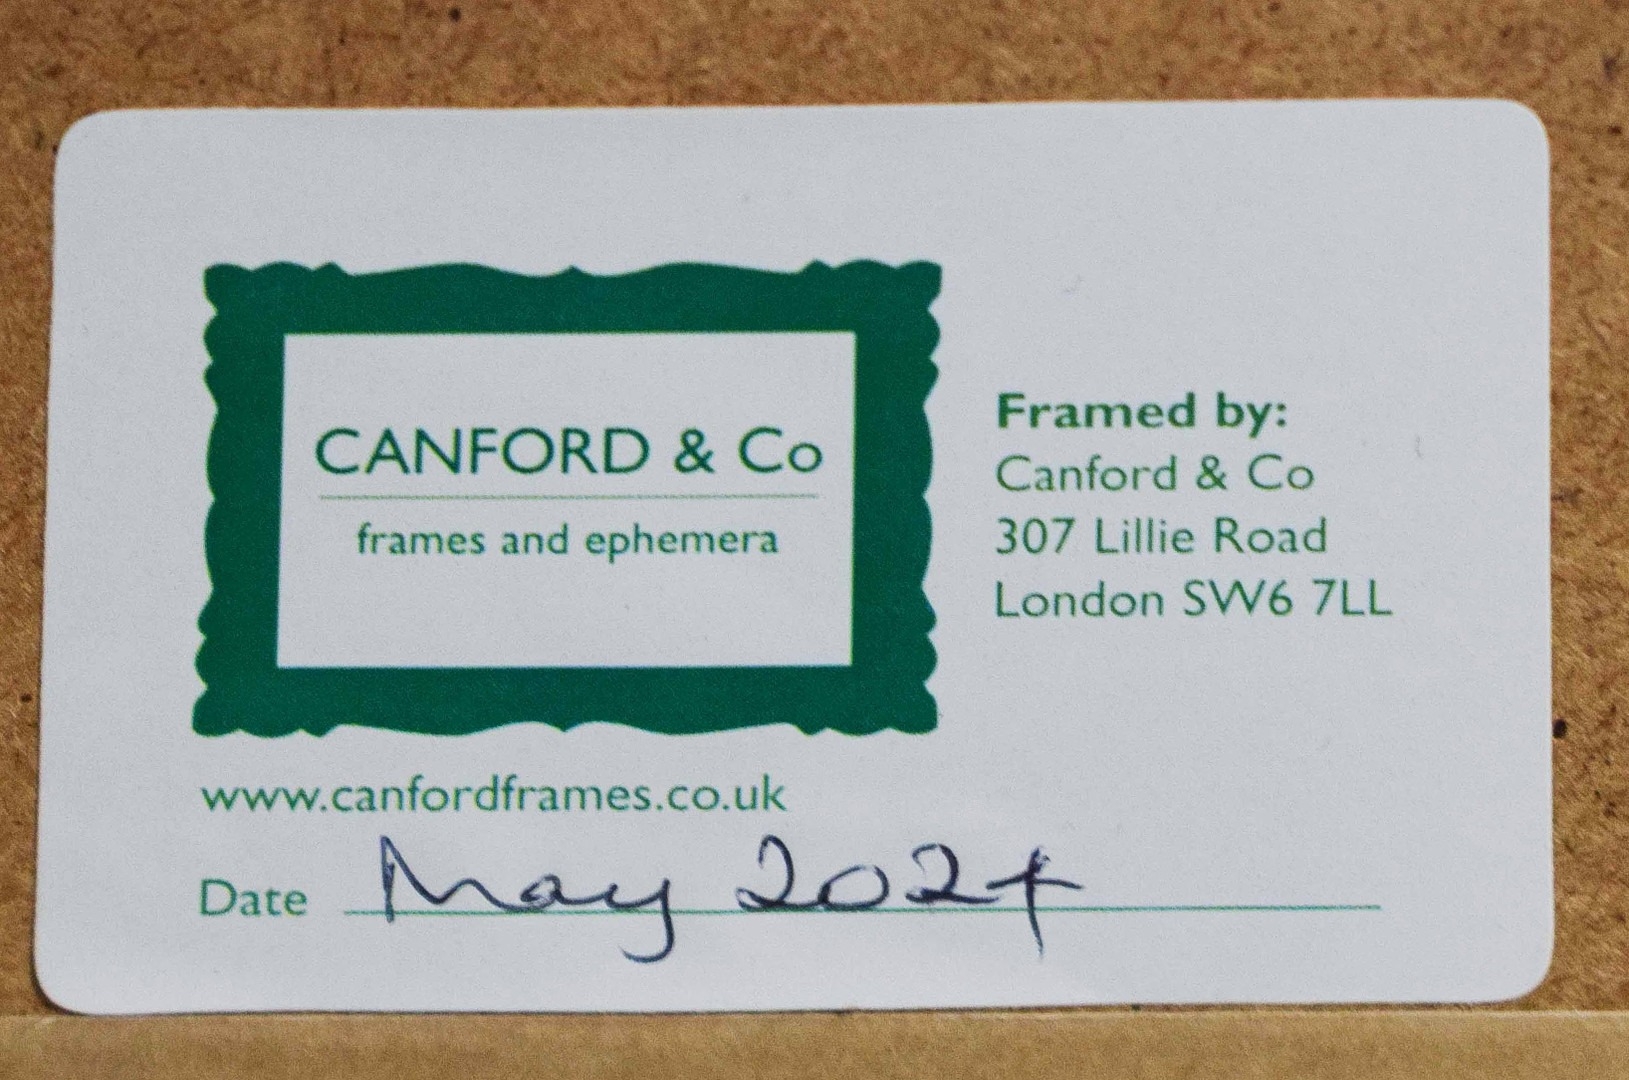 CANFORD & Co
frames and ephemera
Framed by:
Canford & Co
307 Lillie Road
London SW6 7LL
www.canfordframes.co.uk
Date May 2024